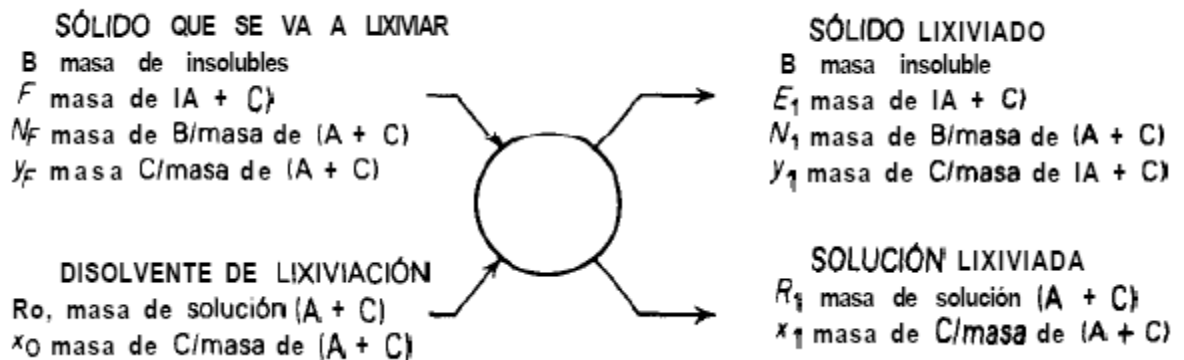 SÓLIDO QUE SE VA A LIXIVIAR
B masa de insolubles
F masa de (A + C)
N_F masa de B/masa de (A + C)
y_F masa C/masa de (A + C)
DISOLVENTE DE LIXIVIACIÓN
Ro, masa de solución (A + C)
x_O masa de C/masa de (A + C)
SÓLIDO LIXIVIADO
B masa insoluble
E_1 masa de (A + C)
N_1 masa de B/masa de (A + C)
y_1 masa de C/masa de (A + C)
SOLUCIÓN LIXIVIADA
R_1 masa de solución (A + C)
x_1 masa de C/masa de (A + C)